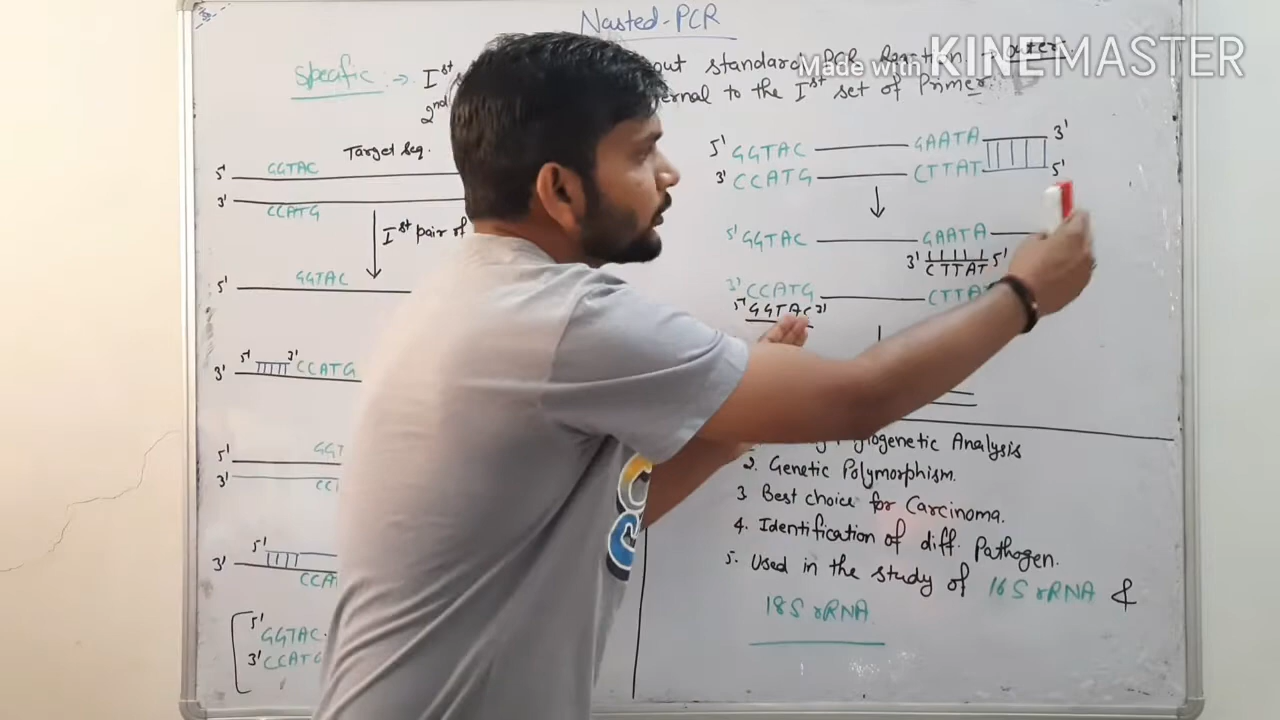 Nasted-PCR
Made with KINEMASTER
Specific :→ Ist out standard PCR Reaction - outer.
2nd ernal to the Ist set of Primer.
Target Seq.
5' GGTAC
3' CCATG
Ist pair of
5' GGTAC
5' 3'
3' CCATG
5' GGT
3' CC
5'
3' CCA
5' GGTAC
3' CCATG
5' GGTAC GAATA 3'
3' CCATG CTTAT 5'
5' GGTAC GAATA
3' CTTAT 5'
3' CCATG CTTAT
5' GGTAC 3'
Analysis
2. Genetic Polymorphism.
3 Best choice for Carcinoma.
4. Identification of diff. Pathogen.
5. Used in the study of 16S rRNA &
18S rRNA